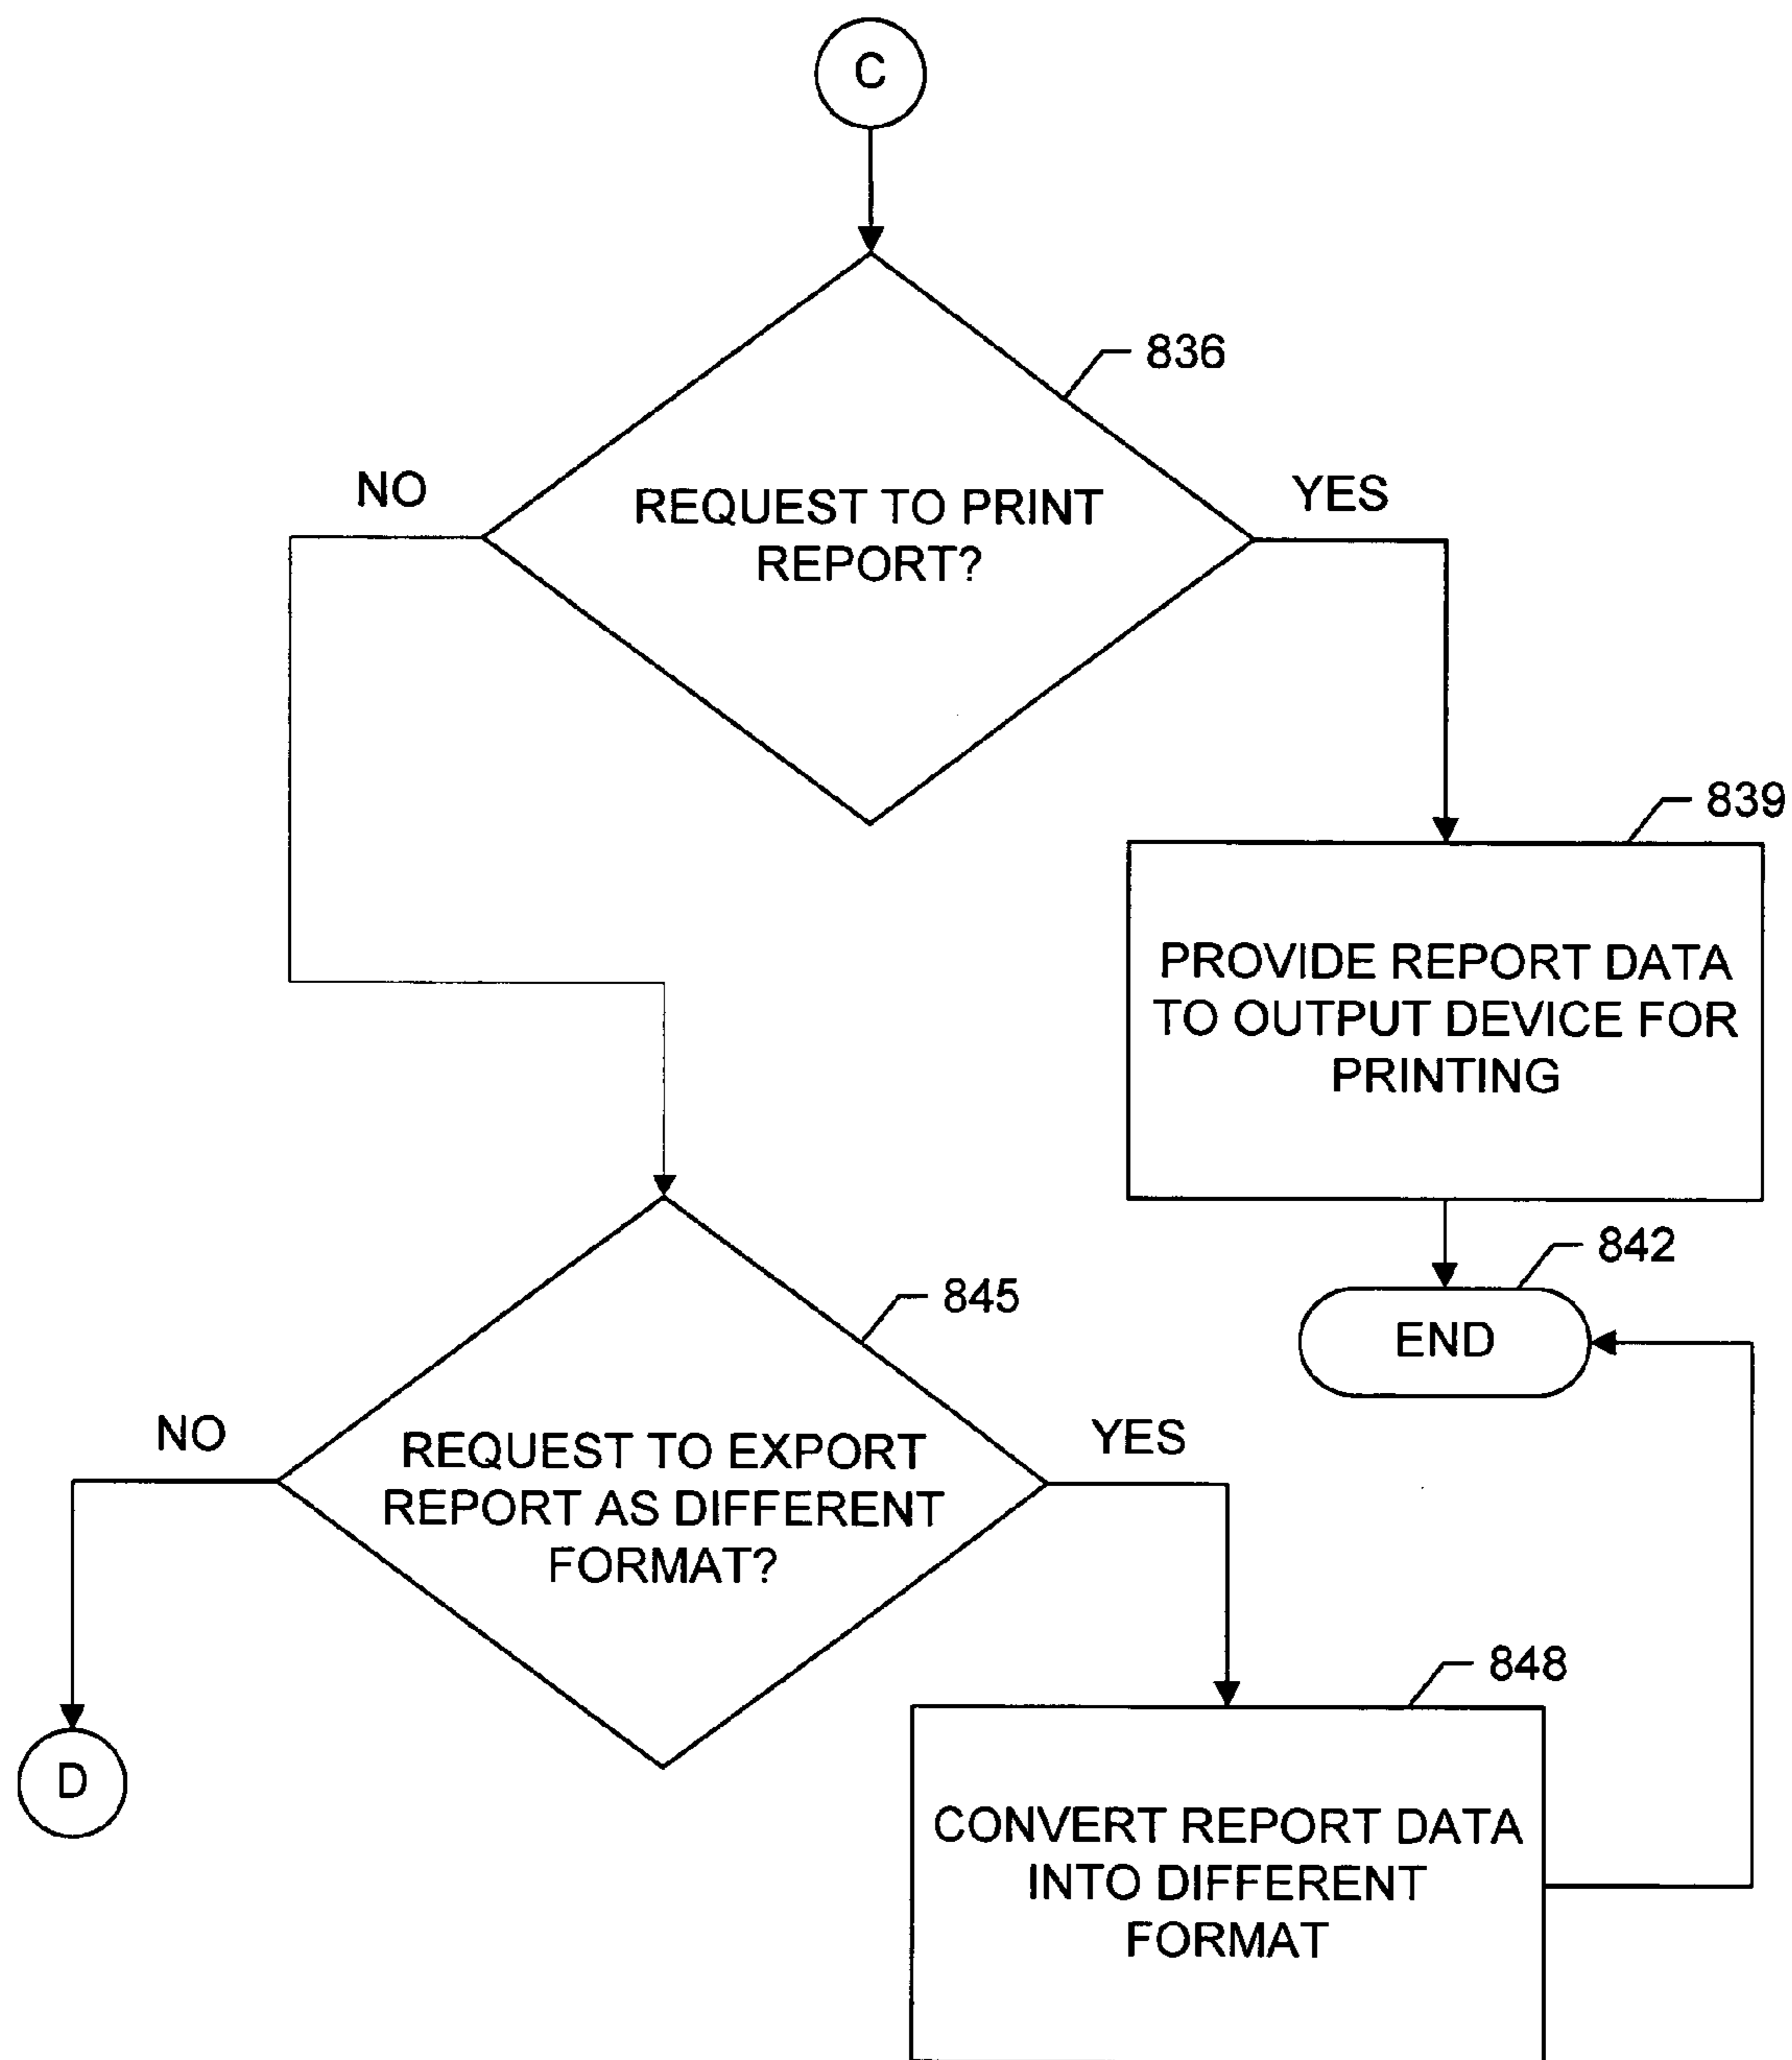 C
836
NO
REQUEST TO PRINT
REPORT?
YES
839
PROVIDE REPORT DATA
TO OUTPUT DEVICE FOR
PRINTING
842
END
845
NO
REQUEST TO EXPORT
REPORT AS DIFFERENT
FORMAT?
YES
848
D
CONVERT REPORT DATA
INTO DIFFERENT
FORMAT